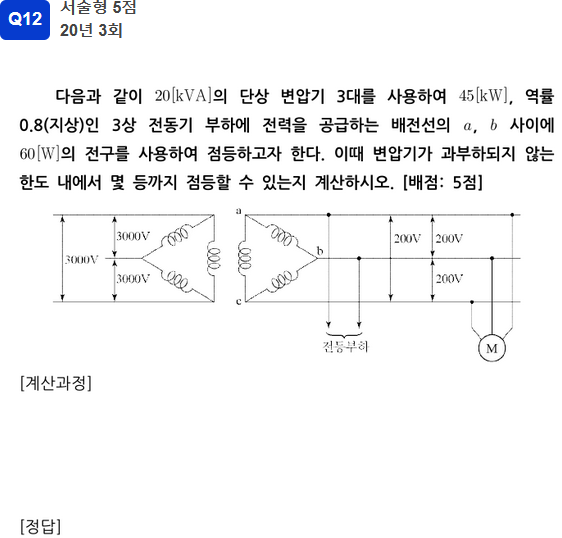 Q12
서술형 5점
20년 3회
다음과 같이 20[kVA]의 단상 변압기 3대를 사용하여 45[kW], 역률
0.8(지상)인 3상 전동기 부하에 전력을 공급하는 배전선의 a, b 사이에
60[W]의 전구를 사용하여 점등하고자 한다. 이때 변압기가 과부하되지 않는
한도 내에서 몇 등까지 점등할 수 있는지 계산하시오. [배점: 5점]
a
3000V
200V 200V
b
3000V
3000V
200V
c
전등부하
M
[계산과정]
[정답]